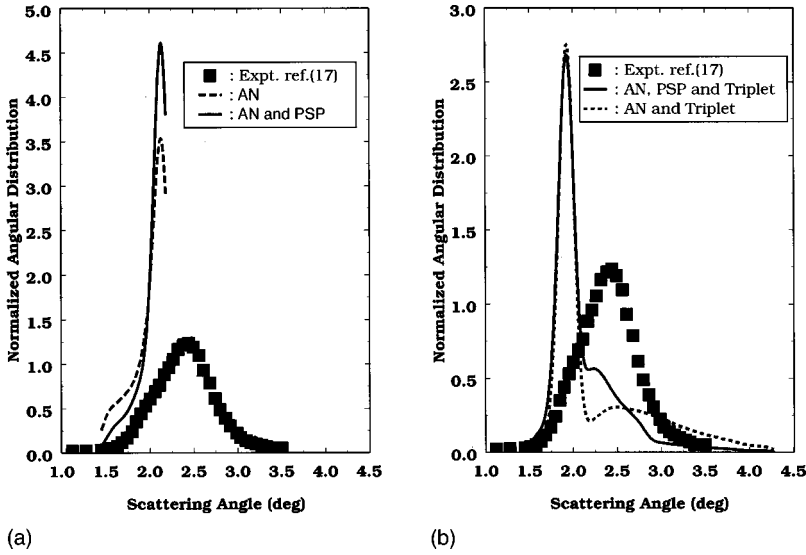 5.0
4.5
4.0
3.5
3.0
2.5
2.0
1.5
1.0
0.5
0.0
Normalized Angular Distribution
: Expt. ref.(17)
: AN
: AN and PSP
1.0 1.5 2.0 2.5 3.0 3.5 4.0 4.5
Scattering Angle (deg)
(a)
3.0
2.5
2.0
1.5
1.0
0.5
0.0
Normalized Angular Distribution
: Expt. ref.(17)
: AN, PSP and Triplet
: AN and Triplet
1.0 1.5 2.0 2.5 3.0 3.5 4.0 4.5
Scattering Angle (deg)
(b)